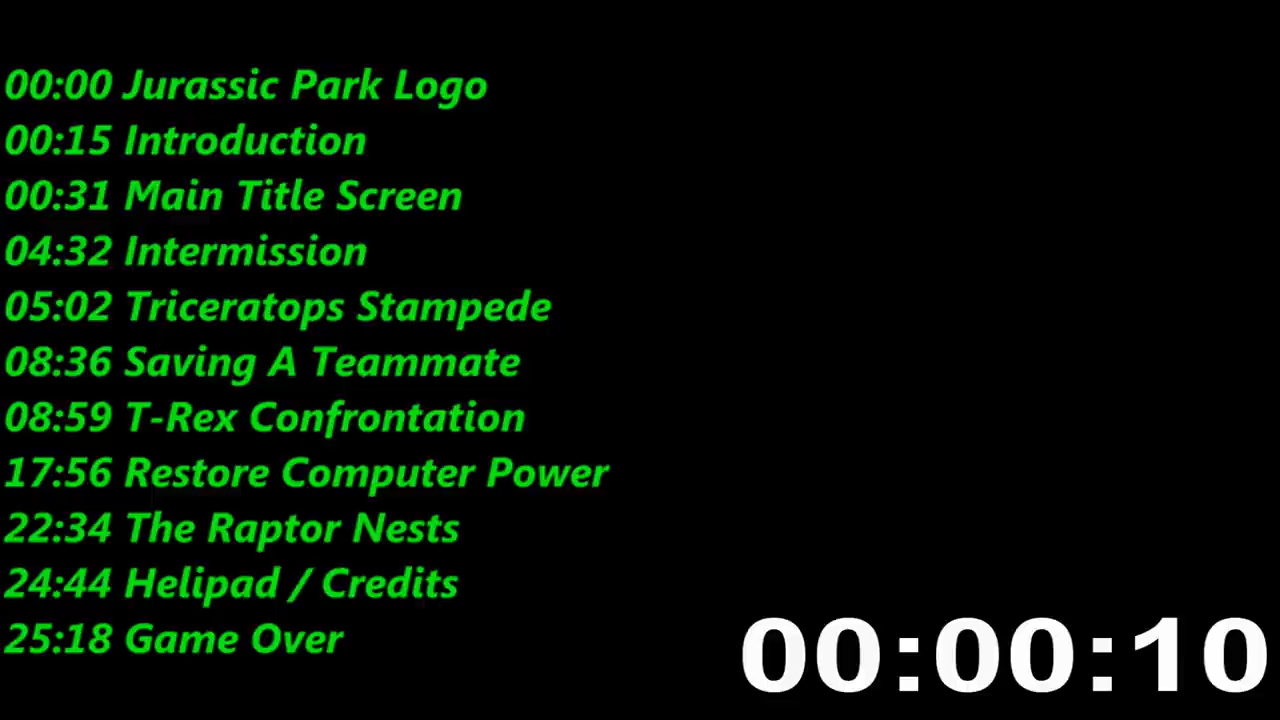 00:00 Jurassic Park Logo
00:15 Introduction
00:31 Main Title Screen
04:32 Intermission
05:02 Triceratops Stampede
08:36 Saving A Teammate
08:59 T-Rex Confrontation
17:56 Restore Computer Power
22:34 The Raptor Nests
24:44 Helipad / Credits
25:18 Game Over
00:00:10